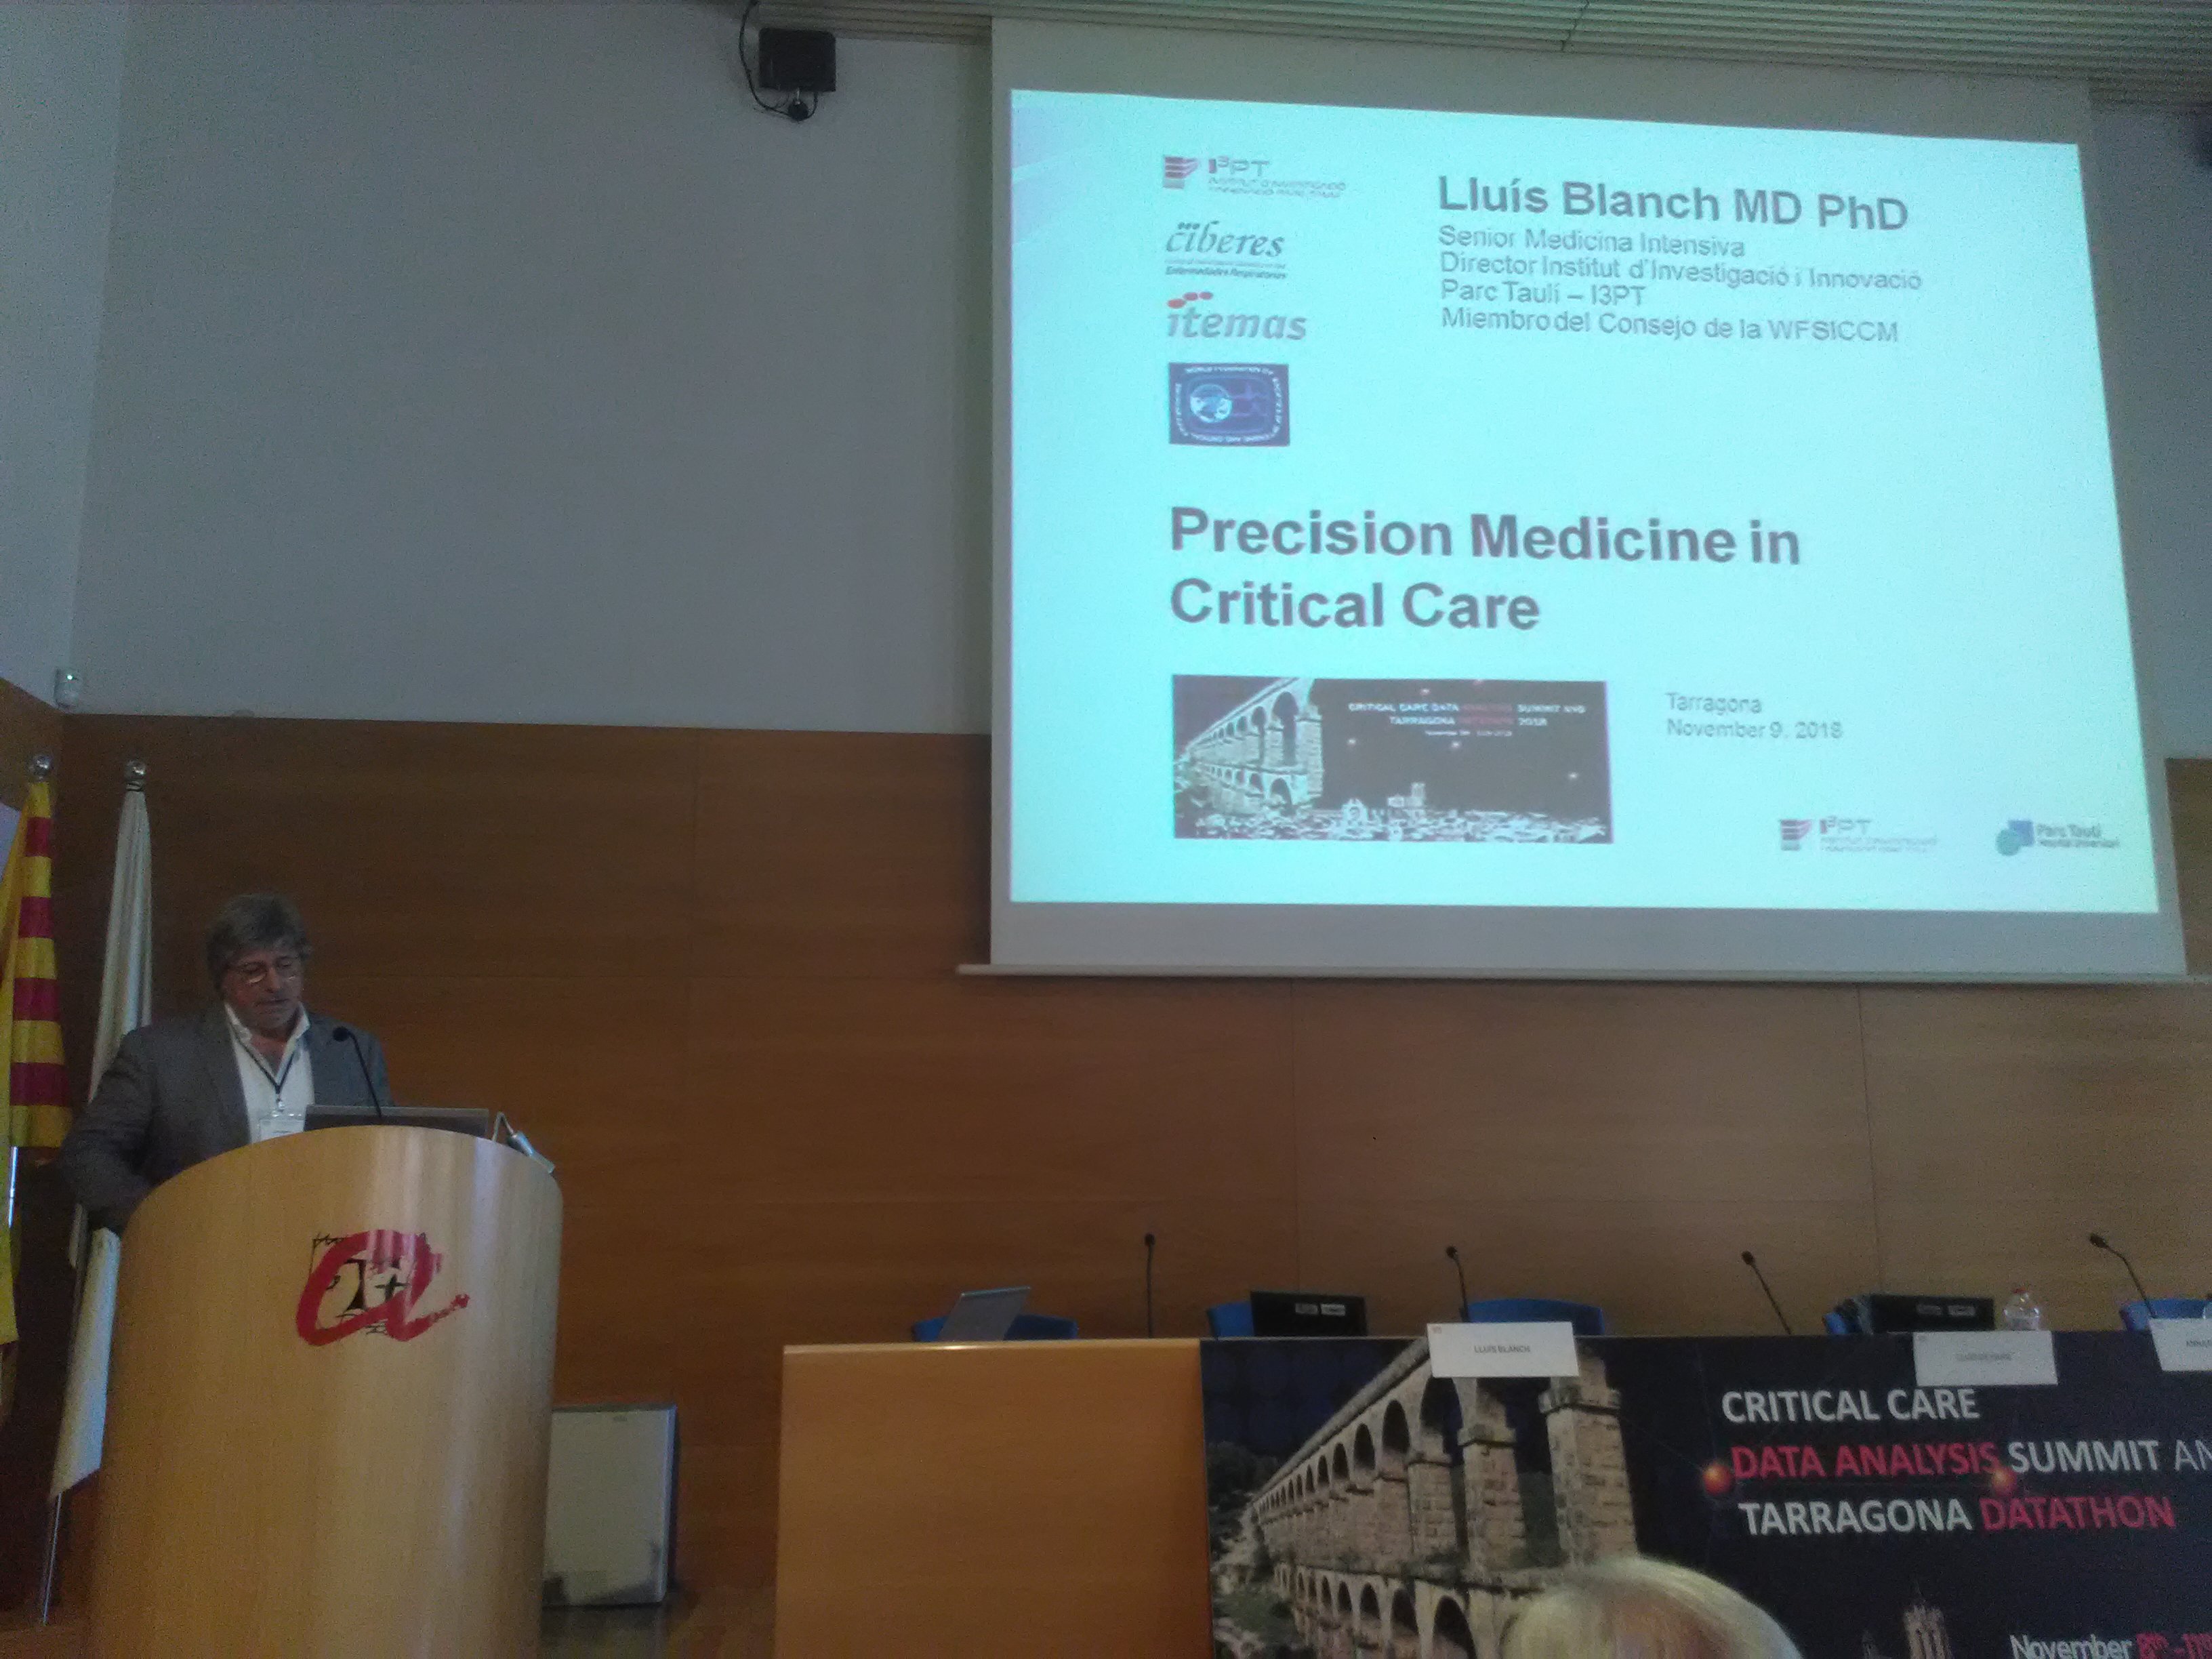 I3PT
Lluís Blanch MD PhD
Senior Medicina Intensiva
Director Institut d'Investigació i Innovació
Parc Taulí – I3PT
Miembro del Consejo de la WFSICCM
ciberes
Enfermedades Respiratorias
itemas
Precision Medicine in
Critical Care
CRITICAL CARE DATA ANALYSIS SUMMIT AND
TARRAGONA DATATHON 2018
Tarragona
November 9, 2018
I3PT
Parc Taulí
LLUÍS BLANCH
CRITICAL CARE
DATA ANALYSIS SUMMIT AN
TARRAGONA DATATHON
November 8th -11